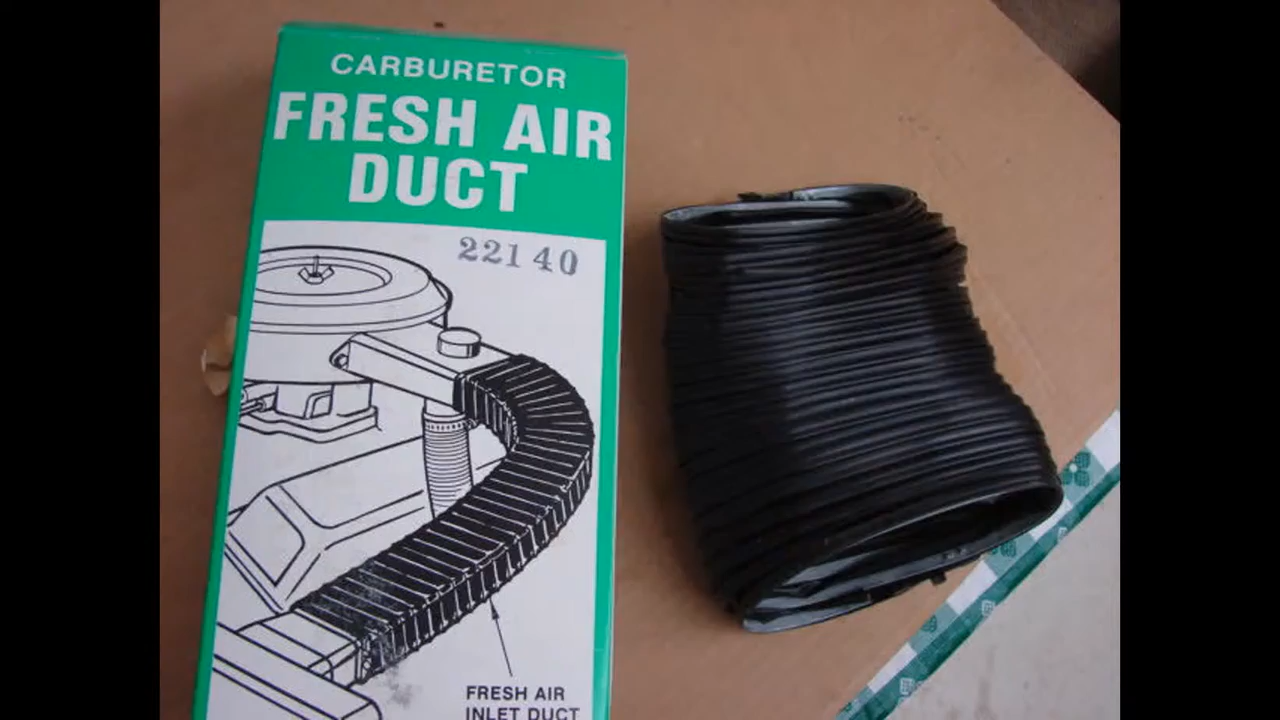 CARBURETOR
FRESH AIR
DUCT
22140
FRESH AIR
INLET DUCT